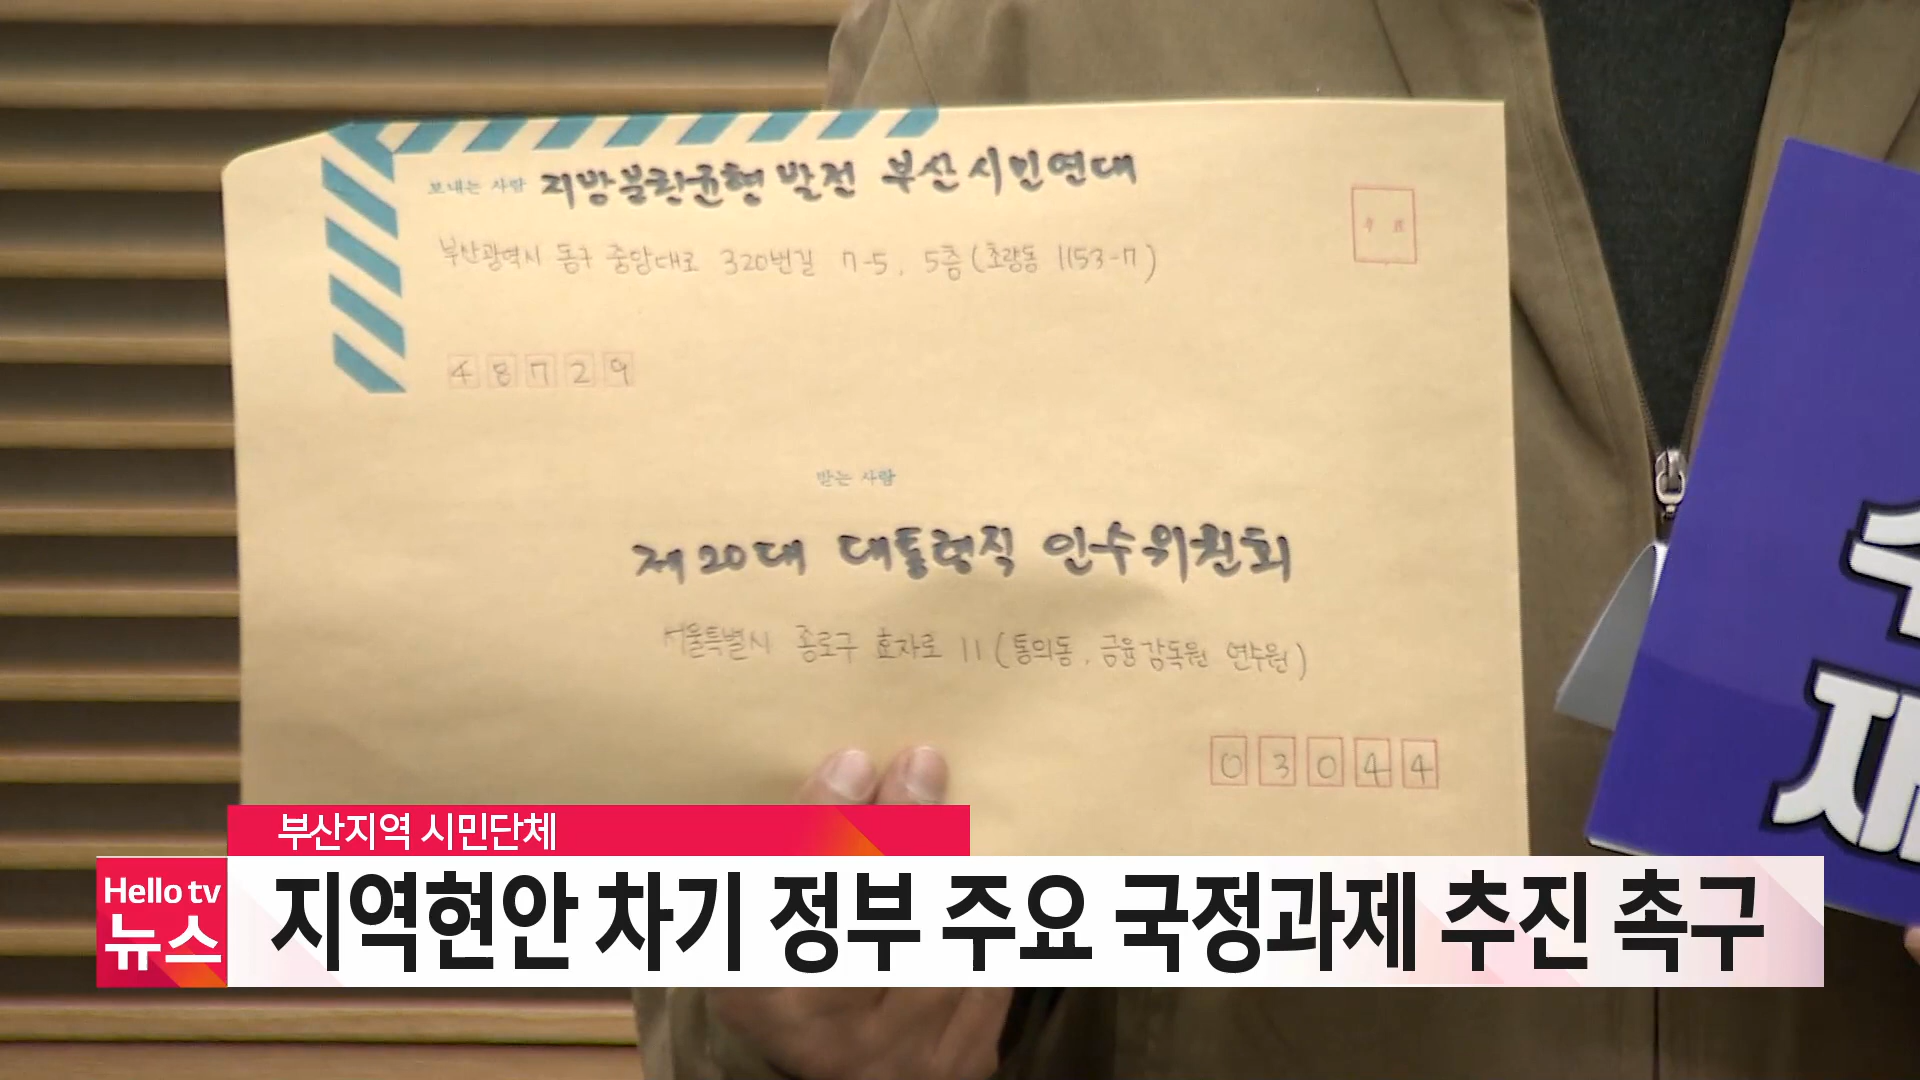 보내는 사람 지방분권균형발전 부산시민연대
부산광역시 동구 중앙대로 320번길 7-5, 5층 (초량동 1153-7)
우표
48729
받는 사람
제20대 대통령직 인수위원회
서울특별시 종로구 효자로 11 (통의동, 금융감독원 연수원)
03044
재
부산지역 시민단체
Hello tv
뉴스
지역현안 차기 정부 주요 국정과제 추진 촉구